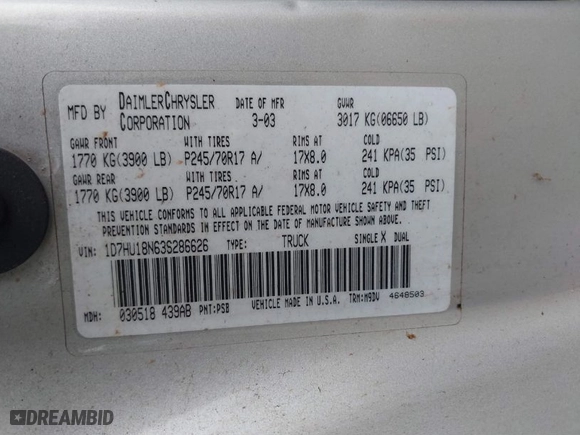 MFD BY DAIMLERCHRYSLER CORPORATION DATE OF MFR 3-03 GVWR 3017 KG(06650 LB)
GAWR FRONT WITH TIRES RIMS AT COLD
1770 KG(3900 LB) P245/70R17 A/ 17X8.0 241 KPA(35 PSI)
GAWR REAR WITH TIRES RIMS AT COLD
1770 KG(3900 LB) P245/70R17 A/ 17X8.0 241 KPA(35 PSI)
THIS VEHICLE CONFORMS TO ALL APPLICABLE FEDERAL MOTOR VEHICLE SAFETY AND THEFT
PREVENTION STANDARDS IN EFFECT ON THE DATE OF MANUFACTURE SHOWN ABOVE.
VIN: 1D7HU18N63S286626 TYPE: TRUCK SINGLE X DUAL
MDH: 030518 439AB PNT:PSB VEHICLE MADE IN U.S.A. TRM:M9DV 4648503
DREAMBID